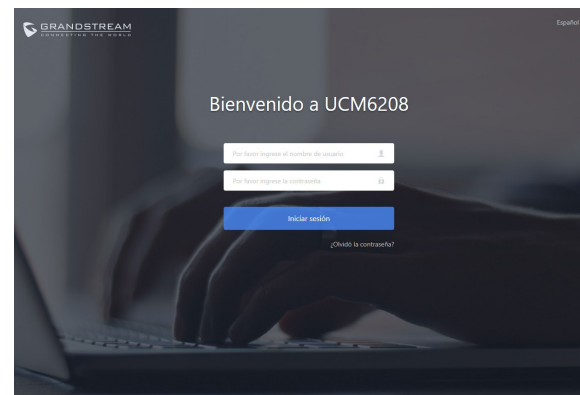 GRANDSTREAM
CONNECTING THE WORLD
Español
Bienvenido a UCM6208
Por favor ingrese el nombre de usuario
Por favor ingrese la contraseña
Iniciar sesión
¿Olvidó la contraseña?